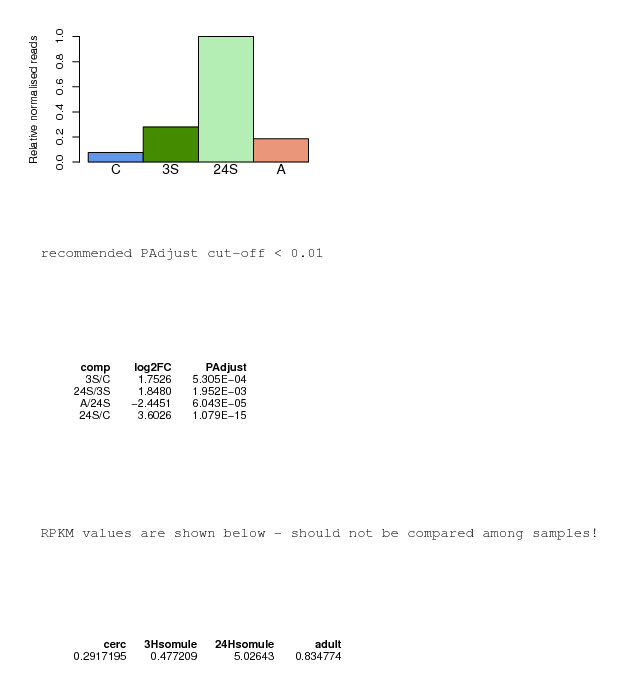 Relative normalised reads
1.0
0.8
0.6
0.4
0.2
0.0
C 3S 24S A
recommended PAdjust cut-off < 0.01
comp log2FC PAdjust
3S/C 1.7526 5.305E-04
24S/3S 1.8480 1.952E-03
A/24S -2.4451 6.043E-05
24S/C 3.6026 1.079E-15
RPKM values are shown below - should not be compared among samples!
cerc 3Hsomule 24Hsomule adult
0.2917195 0.477209 5.02643 0.834774